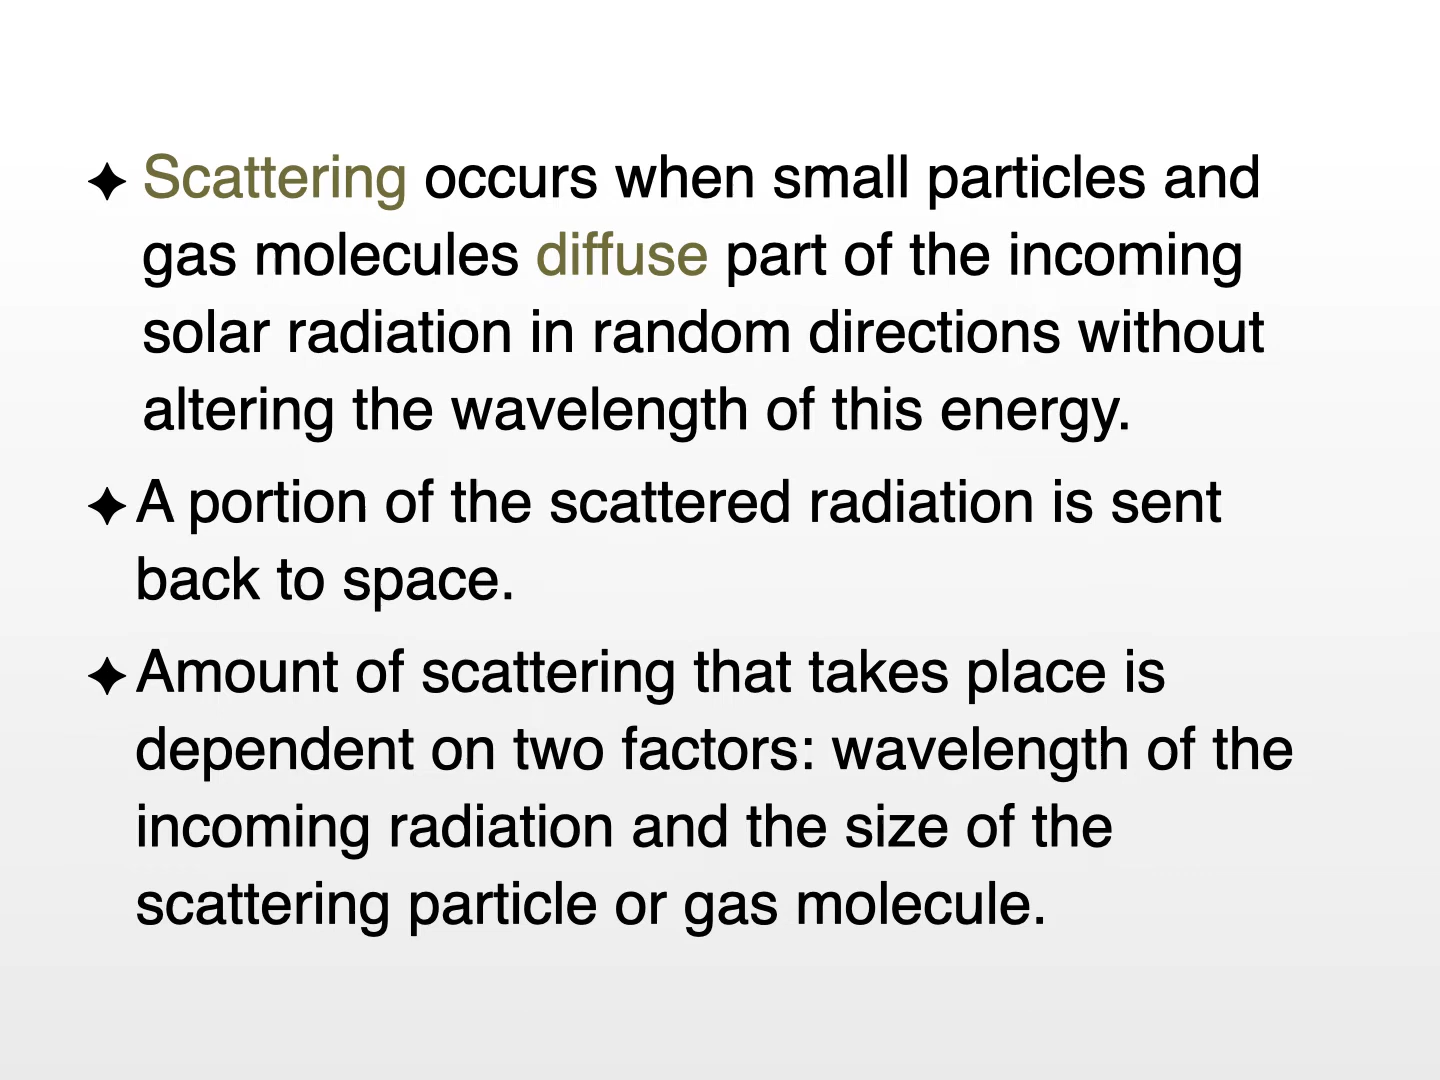 ✦ Scattering occurs when small particles and
gas molecules diffuse part of the incoming
solar radiation in random directions without
altering the wavelength of this energy.
✦ A portion of the scattered radiation is sent
back to space.
✦ Amount of scattering that takes place is
dependent on two factors: wavelength of the
incoming radiation and the size of the
scattering particle or gas molecule.